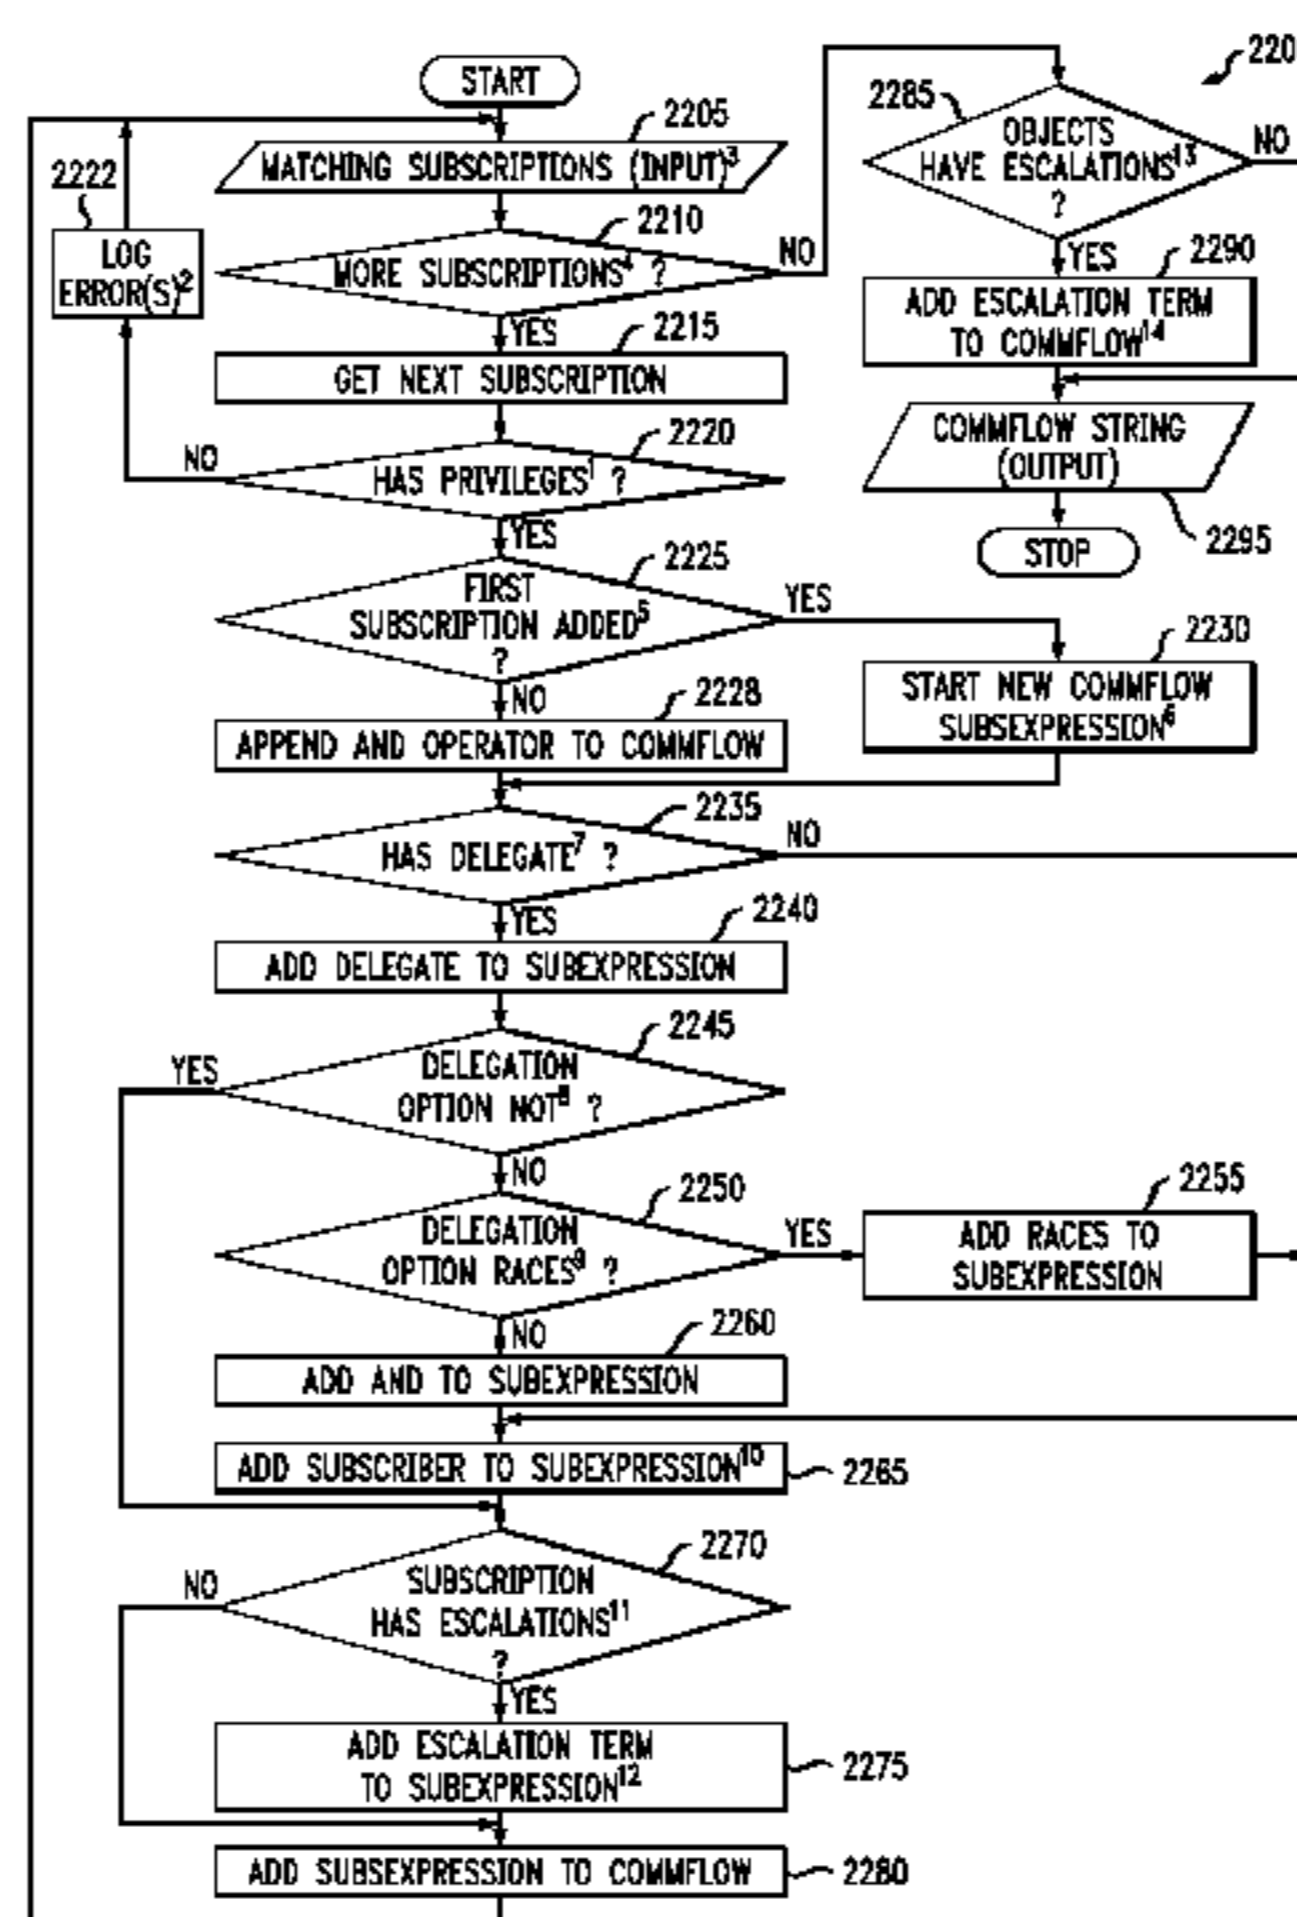 START
220
2205
MATCHING SUBSCRIPTIONS (INPUT)3
2222
LOG
ERROR(S)2
2210
MORE SUBSCRIPTIONS4 ?
NO
YES
2215
GET NEXT SUBSCRIPTION
2220
HAS PRIVILEGES1 ?
NO
YES
2225
FIRST
SUBSCRIPTION ADDED5
?
YES
NO
2228
APPEND AND OPERATOR TO COMMFLOW
2230
START NEW COMMFLOW
SUBSEXPRESSION6
2235
HAS DELEGATE7 ?
NO
YES
2240
ADD DELEGATE TO SUBEXPRESSION
2245
DELEGATION
OPTION NOT8 ?
YES
NO
2250
DELEGATION
OPTION RACES9 ?
YES
2255
ADD RACES TO
SUBEXPRESSION
NO
2260
ADD AND TO SUBEXPRESSION
ADD SUBSCRIBER TO SUBEXPRESSION10
2265
2270
SUBSCRIPTION
HAS ESCALATIONS11
?
NO
YES
ADD ESCALATION TERM
TO SUBEXPRESSION12
2275
ADD SUBSEXPRESSION TO COMMFLOW
2280
2285
OBJECTS
HAVE ESCALATIONS13
?
NO
YES
2290
ADD ESCALATION TERM
TO COMMFLOW14
COMMFLOW STRING
(OUTPUT)
2295
STOP